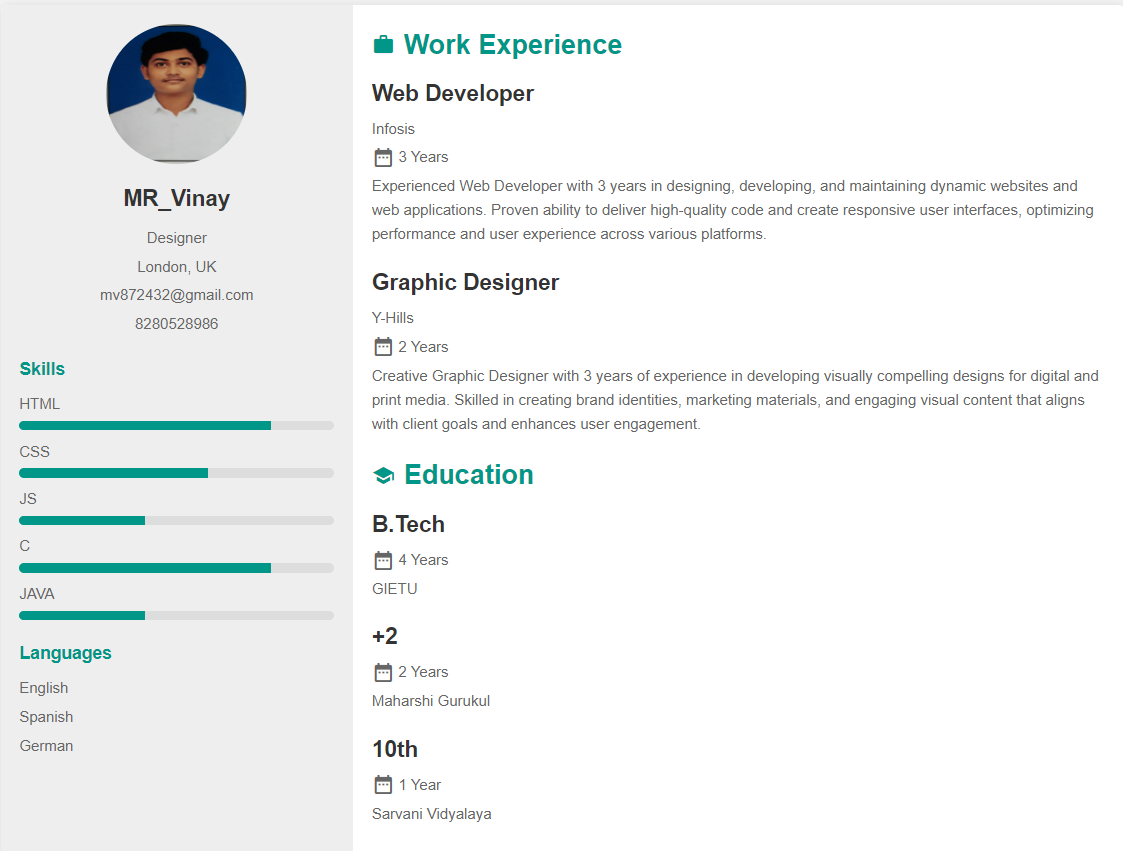 MR_Vinay
Designer
London, UK
mv872432@gmail.com
8280528986
Skills
HTML
CSS
JS
C
JAVA
Languages
English
Spanish
German
Work Experience
Web Developer
Infosis
3 Years
Experienced Web Developer with 3 years in designing, developing, and maintaining dynamic websites and
web applications. Proven ability to deliver high-quality code and create responsive user interfaces, optimizing
performance and user experience across various platforms.
Graphic Designer
Y-Hills
2 Years
Creative Graphic Designer with 3 years of experience in developing visually compelling designs for digital and
print media. Skilled in creating brand identities, marketing materials, and engaging visual content that aligns
with client goals and enhances user engagement.
Education
B.Tech
4 Years
GIETU
+2
2 Years
Maharshi Gurukul
10th
1 Year
Sarvani Vidyalaya